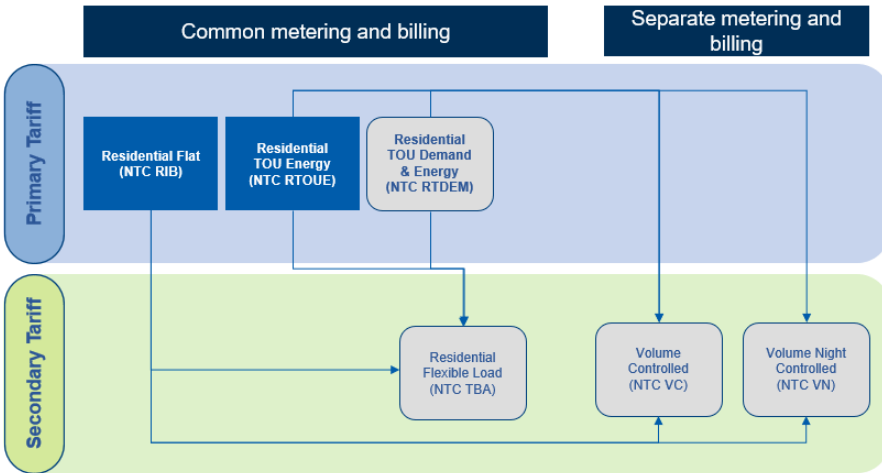 Common metering and billing
Separate metering and
billing
Primary Tariff
Residential Flat
(NTC RIB)
Residential
TOU Energy
(NTC RTOUE)
Residential
TOU Demand
& Energy
(NTC RTDEM)
Secondary Tariff
Residential
Flexible Load
(NTC TBA)
Volume
Controlled
(NTC VC)
Volume Night
Controlled
(NTC VN)